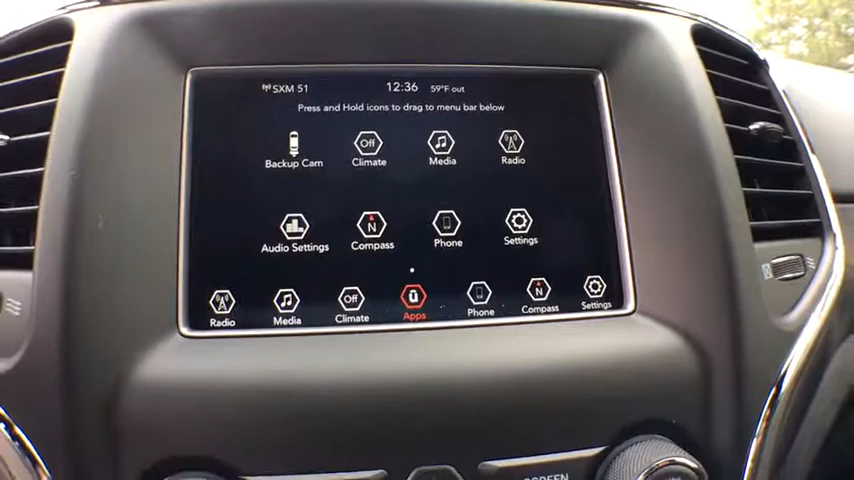 SXM 51 12:36 59°F out
Press and Hold icons to drag to menu bar below
Off
Backup Cam Climate Media Radio
N
Audio Settings Compass Phone Settings
Off N
Radio Media Climate Apps Phone Compass Settings
SCREEN